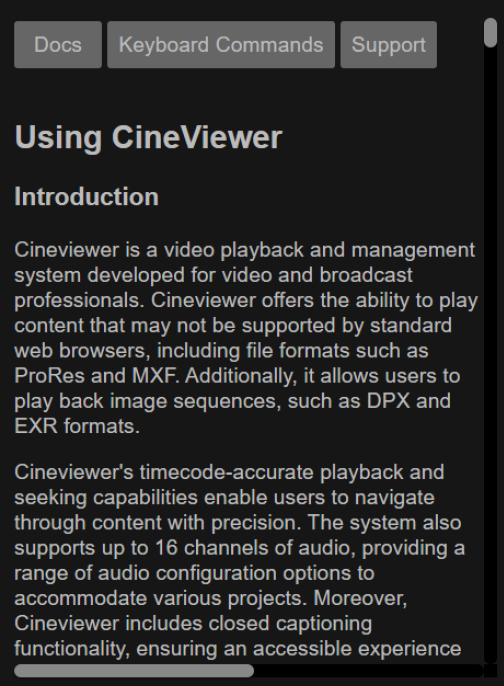 Docs Keyboard Commands Support
Using CineViewer
Introduction
Cineviewer is a video playback and management
system developed for video and broadcast
professionals. Cineviewer offers the ability to play
content that may not be supported by standard
web browsers, including file formats such as
ProRes and MXF. Additionally, it allows users to
play back image sequences, such as DPX and
EXR formats.
Cineviewer's timecode-accurate playback and
seeking capabilities enable users to navigate
through content with precision. The system also
supports up to 16 channels of audio, providing a
range of audio configuration options to
accommodate various projects. Moreover,
Cineviewer includes closed captioning
functionality, ensuring an accessible experience